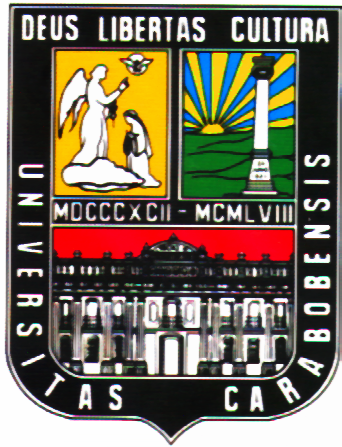 DEUS LIBERTAS CULTURA
MDCCCXCII - MCMLVIII
UNIVERSITAS CARABOBENSIS